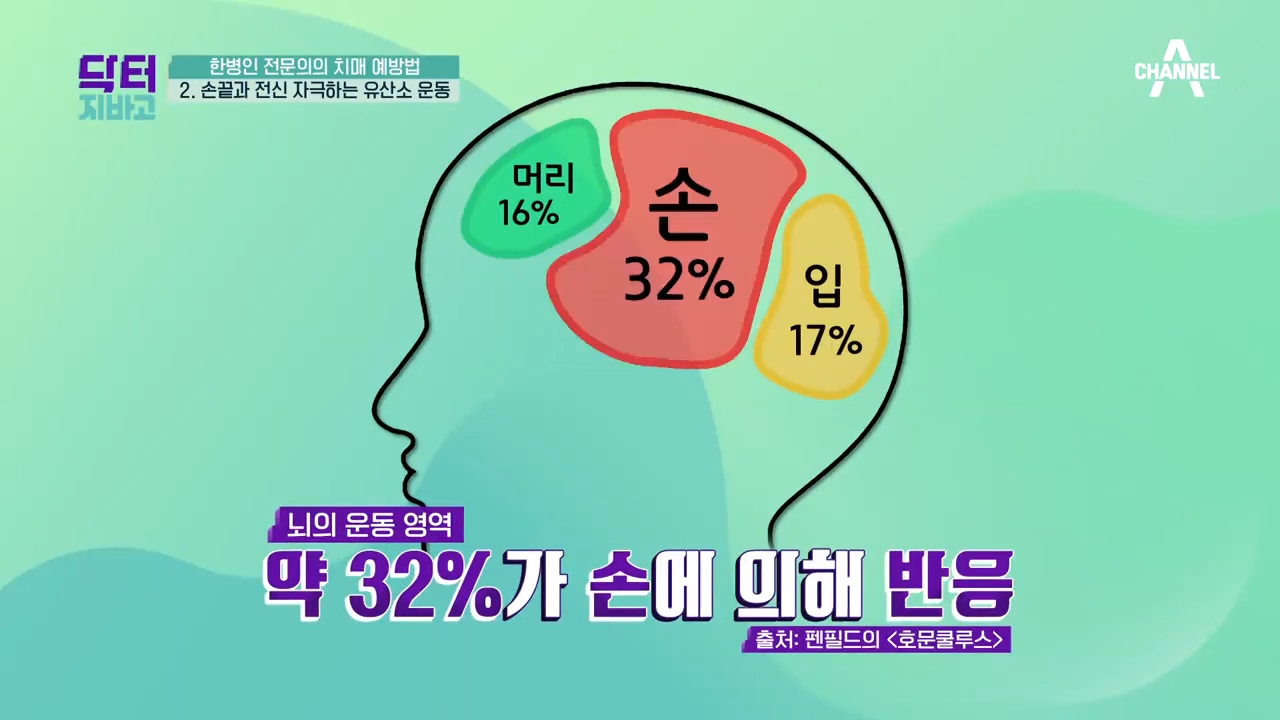 닥터
지바고
한병인 전문의의 치매 예방법
2. 손끝과 전신 자극하는 유산소 운동
CHANNEL A
머리
16%
손
32%
입
17%
뇌의 운동 영역
약 32%가 손에 의해 반응
출처: 펜필드의 <호문쿨루스>